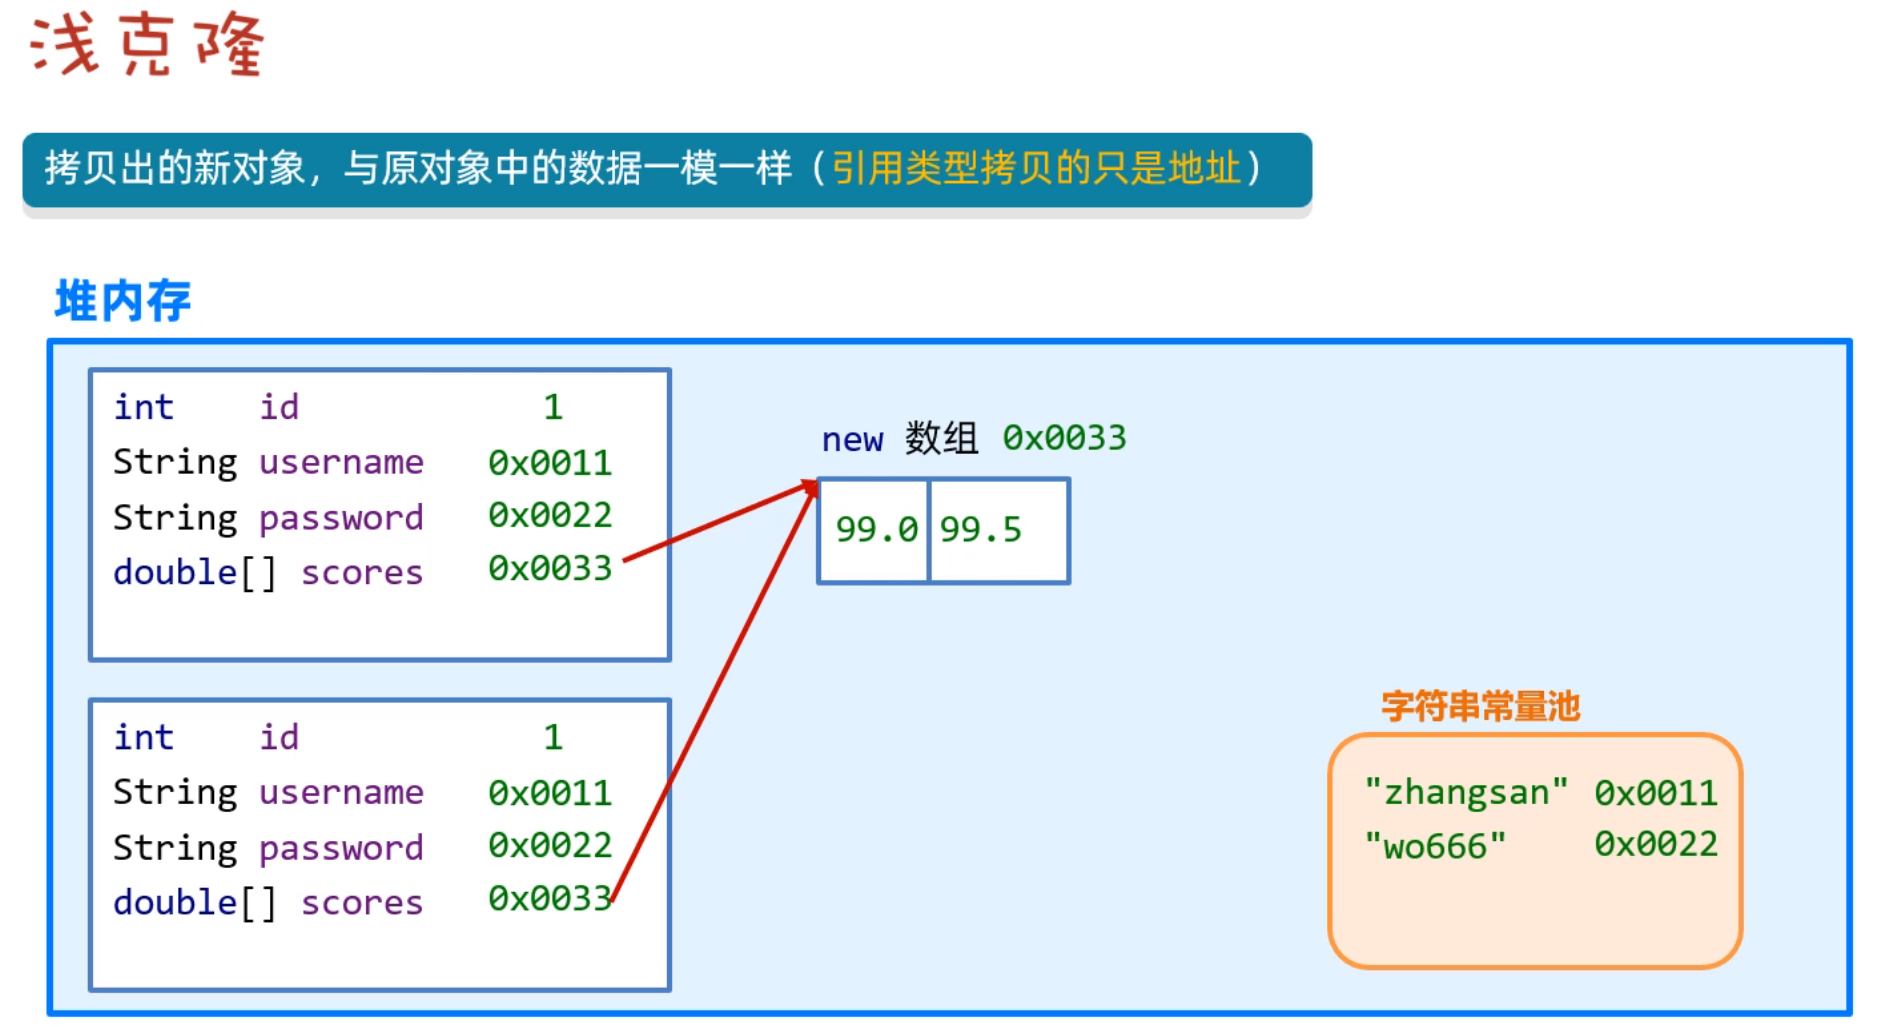 浅克隆
拷贝出的新对象，与原对象中的数据一模一样（引用类型拷贝的只是地址）
堆内存
int id 1
String username 0x0011
String password 0x0022
double[] scores 0x0033
new 数组 0x0033
99.0 99.5
int id 1
String username 0x0011
String password 0x0022
double[] scores 0x0033
字符串常量池
"zhangsan" 0x0011
"wo666" 0x0022